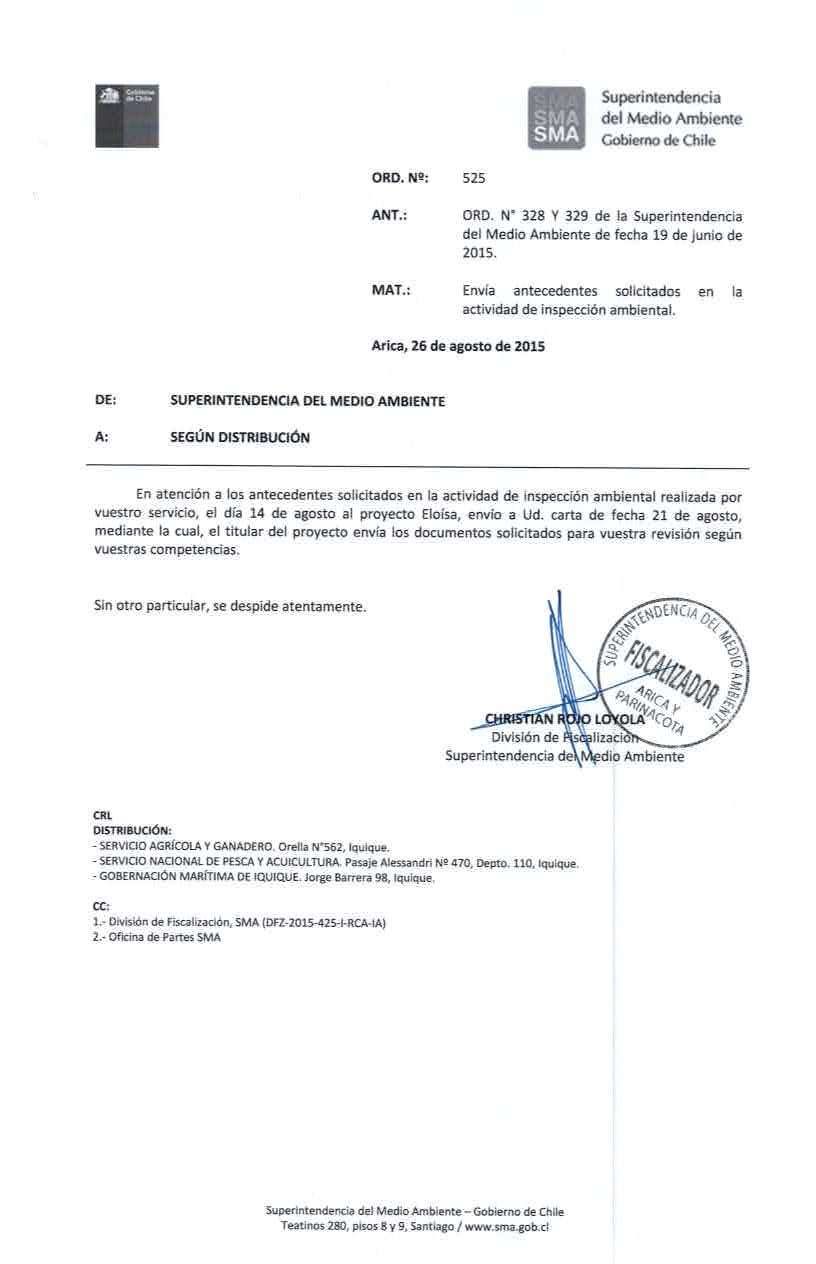 Gobierno
de Chile
SMA
SMA
SMA
Superintendencia
del Medio Ambiente
Gobierno de Chile
ORD. Nº: 525
ANT.: ORD. N° 328 Y 329 de la Superintendencia
del Medio Ambiente de fecha 19 de junio de
2015.
MAT.: Envía antecedentes solicitados en la
actividad de inspección ambiental.
Arica, 26 de agosto de 2015
DE: SUPERINTENDENCIA DEL MEDIO AMBIENTE
A: SEGÚN DISTRIBUCIÓN
En atención a los antecedentes solicitados en la actividad de inspección ambiental realizada por
vuestro servicio, el día 14 de agosto al proyecto Eloísa, envío a Ud. carta de fecha 21 de agosto,
mediante la cual, el titular del proyecto envía los documentos solicitados para vuestra revisión según
vuestras competencias.
Sin otro particular, se despide atentamente.
SUPERINTENDENCIA DEL MEDIO AMBIENTE
FISCALIZADOR
ARICA Y
PARINACOTA
CHRISTIAN ROJO LOYOLA
División de Fiscalización
Superintendencia del Medio Ambiente
CRL
DISTRIBUCIÓN:
- SERVICIO AGRÍCOLA Y GANADERO. Orella N°562, Iquique.
- SERVICIO NACIONAL DE PESCA Y ACUICULTURA. Pasaje Alessandri Nº 470, Depto. 110, Iquique.
- GOBERNACIÓN MARÍTIMA DE IQUIQUE. Jorge Barrera 98, Iquique.
CC:
1.- División de Fiscalización, SMA (DFZ-2015-425-I-RCA-IA)
2.- Oficina de Partes SMA
Superintendencia del Medio Ambiente – Gobierno de Chile
Teatinos 280, pisos 8 y 9, Santiago / www.sma.gob.cl